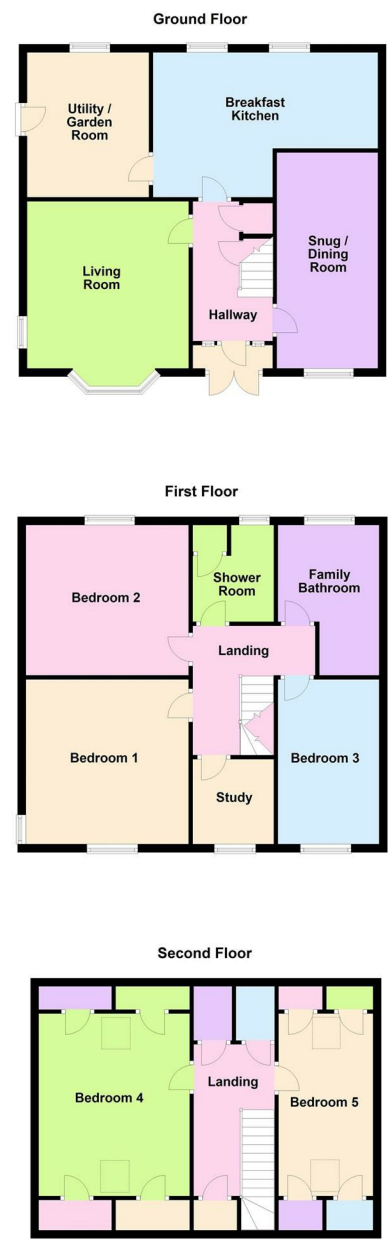 Ground Floor
Utility /
Garden
Room
Breakfast
Kitchen
Living
Room
Snug /
Dining
Room
Hallway
First Floor
Bedroom 2
Shower
Room
Family
Bathroom
Landing
Bedroom 1
Bedroom 3
Study
Second Floor
Bedroom 4
Landing
Bedroom 5